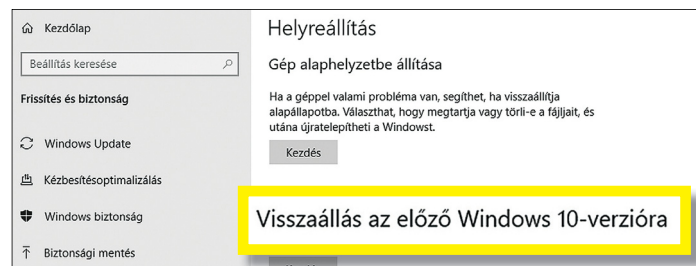 Kezdőlap
Beállítás keresése
Frissítés és biztonság
Windows Update
Kézbesítésoptimalizálás
Windows biztonság
Biztonsági mentés
Helyreállítás
Gép alaphelyzetbe állítása
Ha a géppel valami probléma van, segíthet, ha visszaállítja
alapállapotba. Választhat, hogy megtartja vagy törli-e a fájljait, és
utána újratelepítheti a Windowst.
Kezdés
Visszaállás az előző Windows 10-verzióra